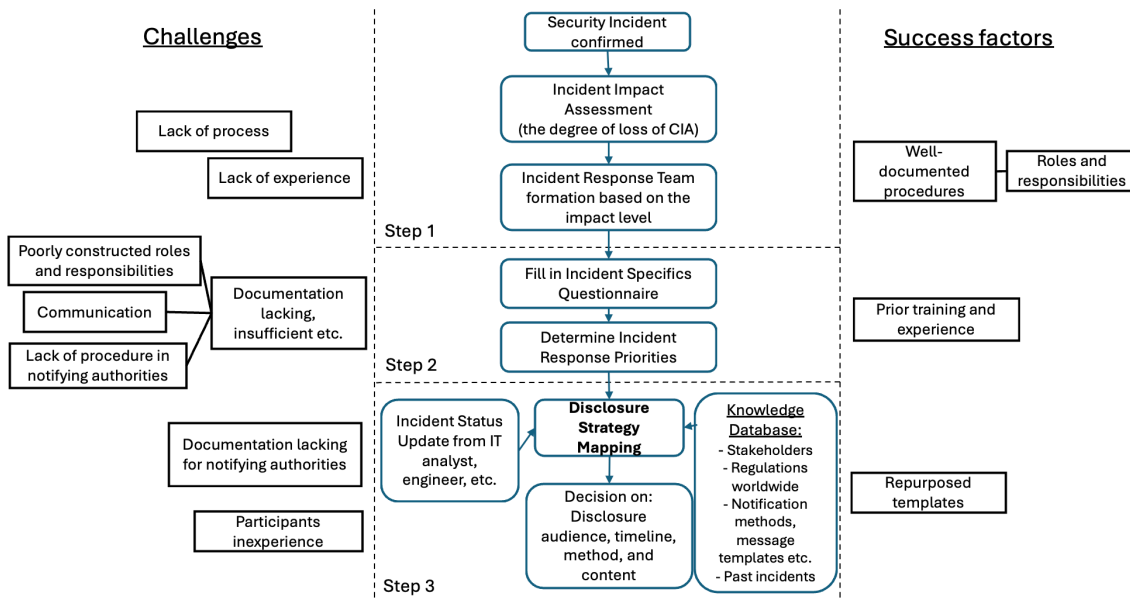 Challenges
Lack of process
Lack of experience
Poorly constructed roles
and responsibilities
Communication
Lack of procedure in
notifying authorities
Documentation
lacking,
insufficient etc.
Documentation lacking
for notifying authorities
Participants
inexperience
Security Incident
confirmed
Incident Impact
Assessment
(the degree of loss of CIA)
Incident Response Team
formation based on the
impact level
Step 1
Fill in Incident Specifics
Questionnaire
Determine Incident
Response Priorities
Step 2
Incident Status
Update from IT
analyst,
engineer, etc.
Disclosure
Strategy
Mapping
Knowledge
Database:
- Stakeholders
- Regulations
worldwide
- Notification
methods,
message
templates etc.
- Past incidents
Decision on:
Disclosure
audience, timeline,
method, and
content
Step 3
Success factors
Well-
documented
procedures
Roles and
responsibilities
Prior training and
experience
Repurposed
templates